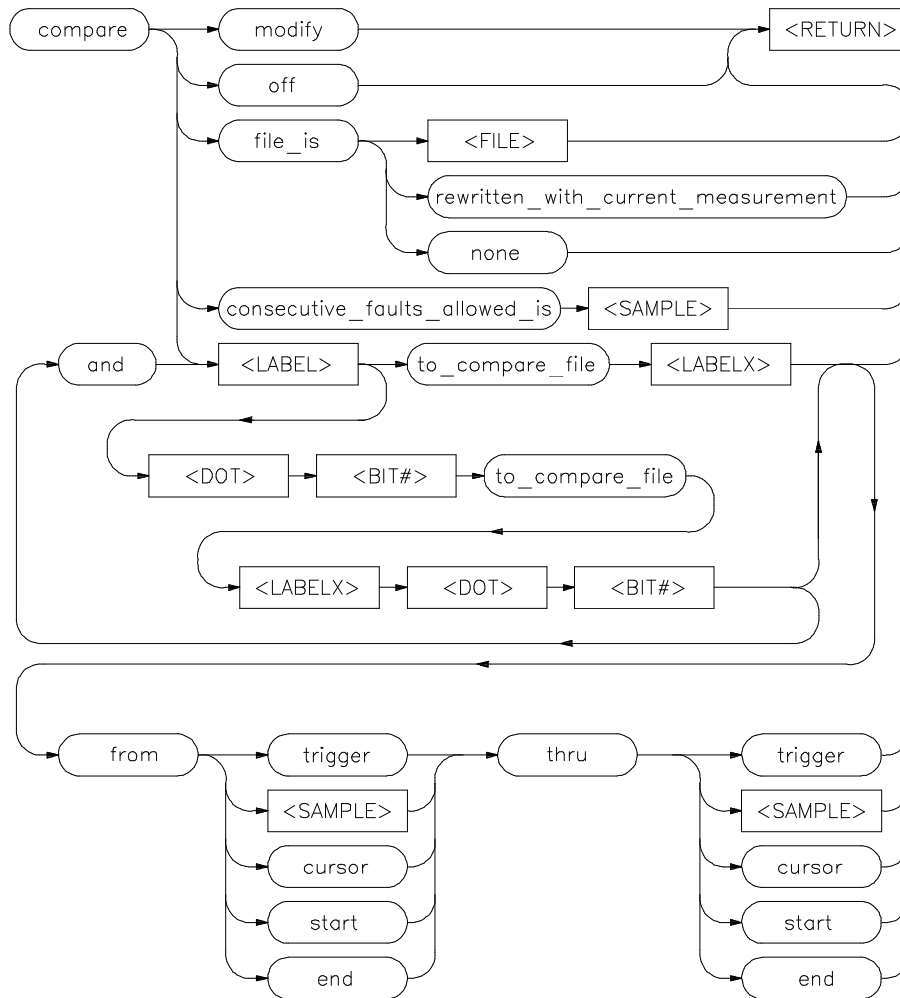 compare modify <RETURN>
off
file_is <FILE>
rewritten_with_current_measurement
none
consecutive_faults_allowed_is <SAMPLE>
and <LABEL> to_compare_file <LABELX>
<DOT> <BIT#> to_compare_file
<LABELX> <DOT> <BIT#>
from trigger thru trigger
<SAMPLE> <SAMPLE>
cursor cursor
start start
end end